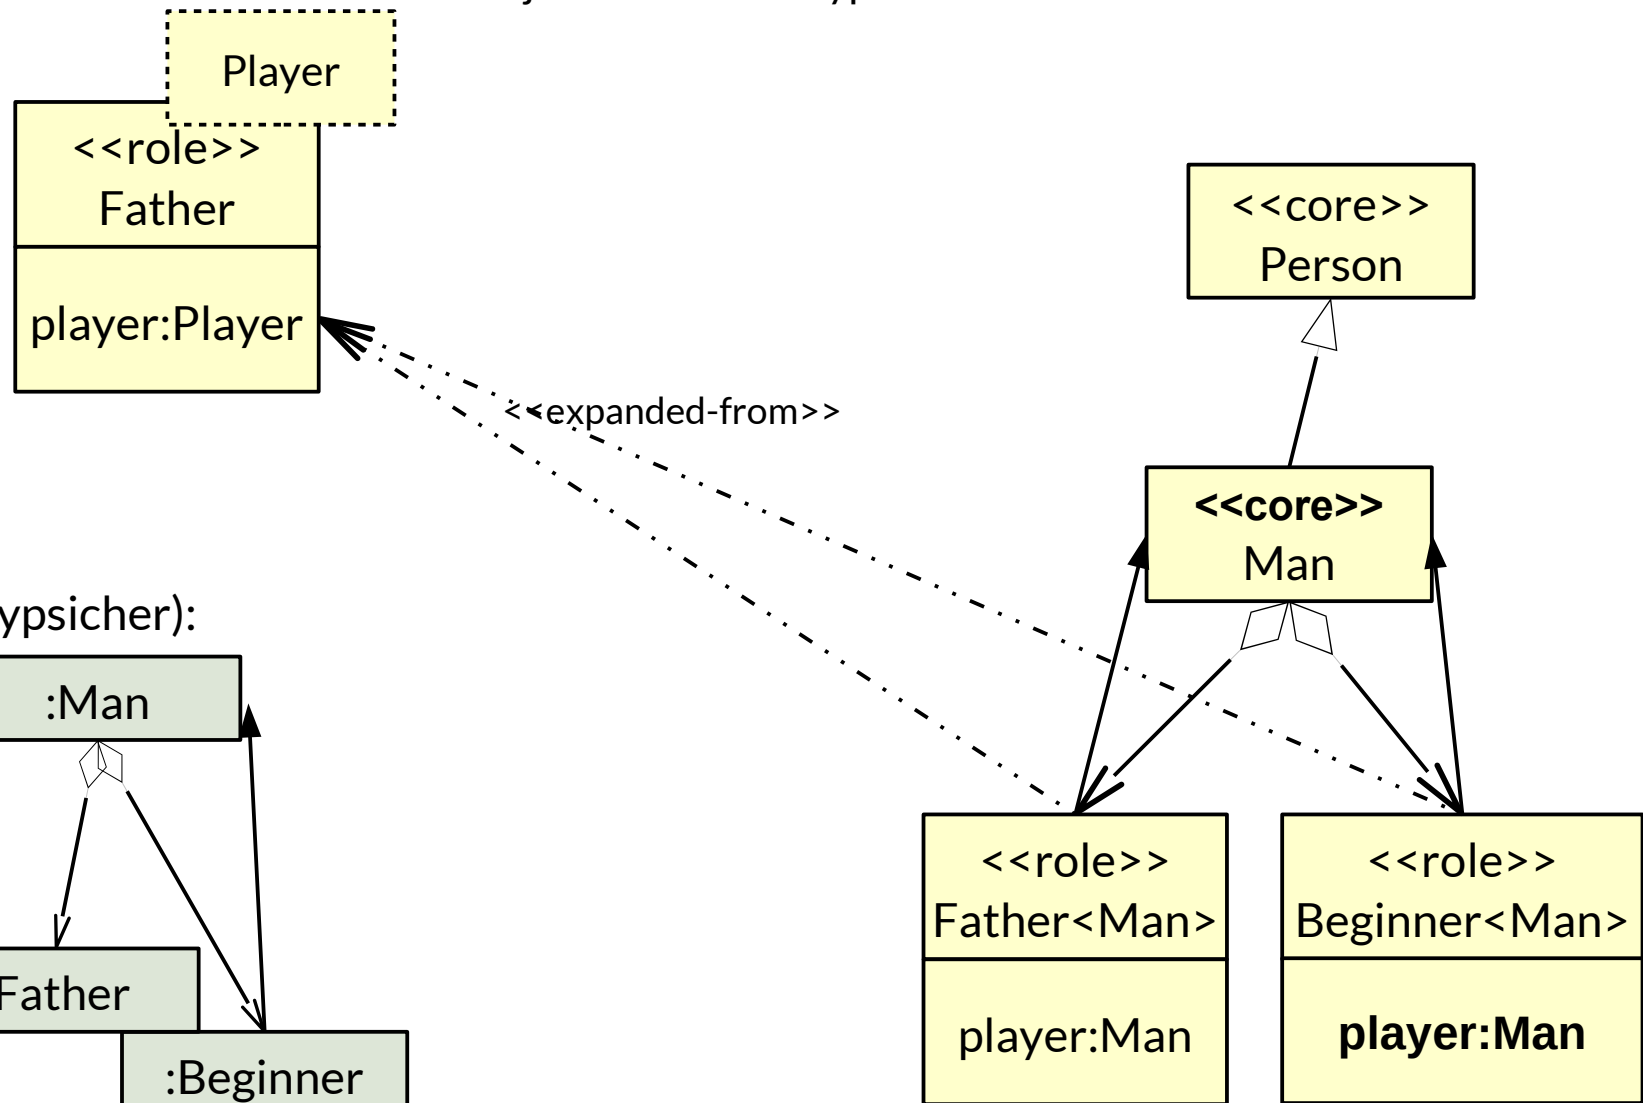 Player
<<role>>
Father
player:Player
<<core>>
Person
<<expanded-from>>
<<core>>
Man
ypsicher):
:Man
<<role>>
Father<Man>
player:Man
<<role>>
Beginner<Man>
player:Man
Father
:Beginner